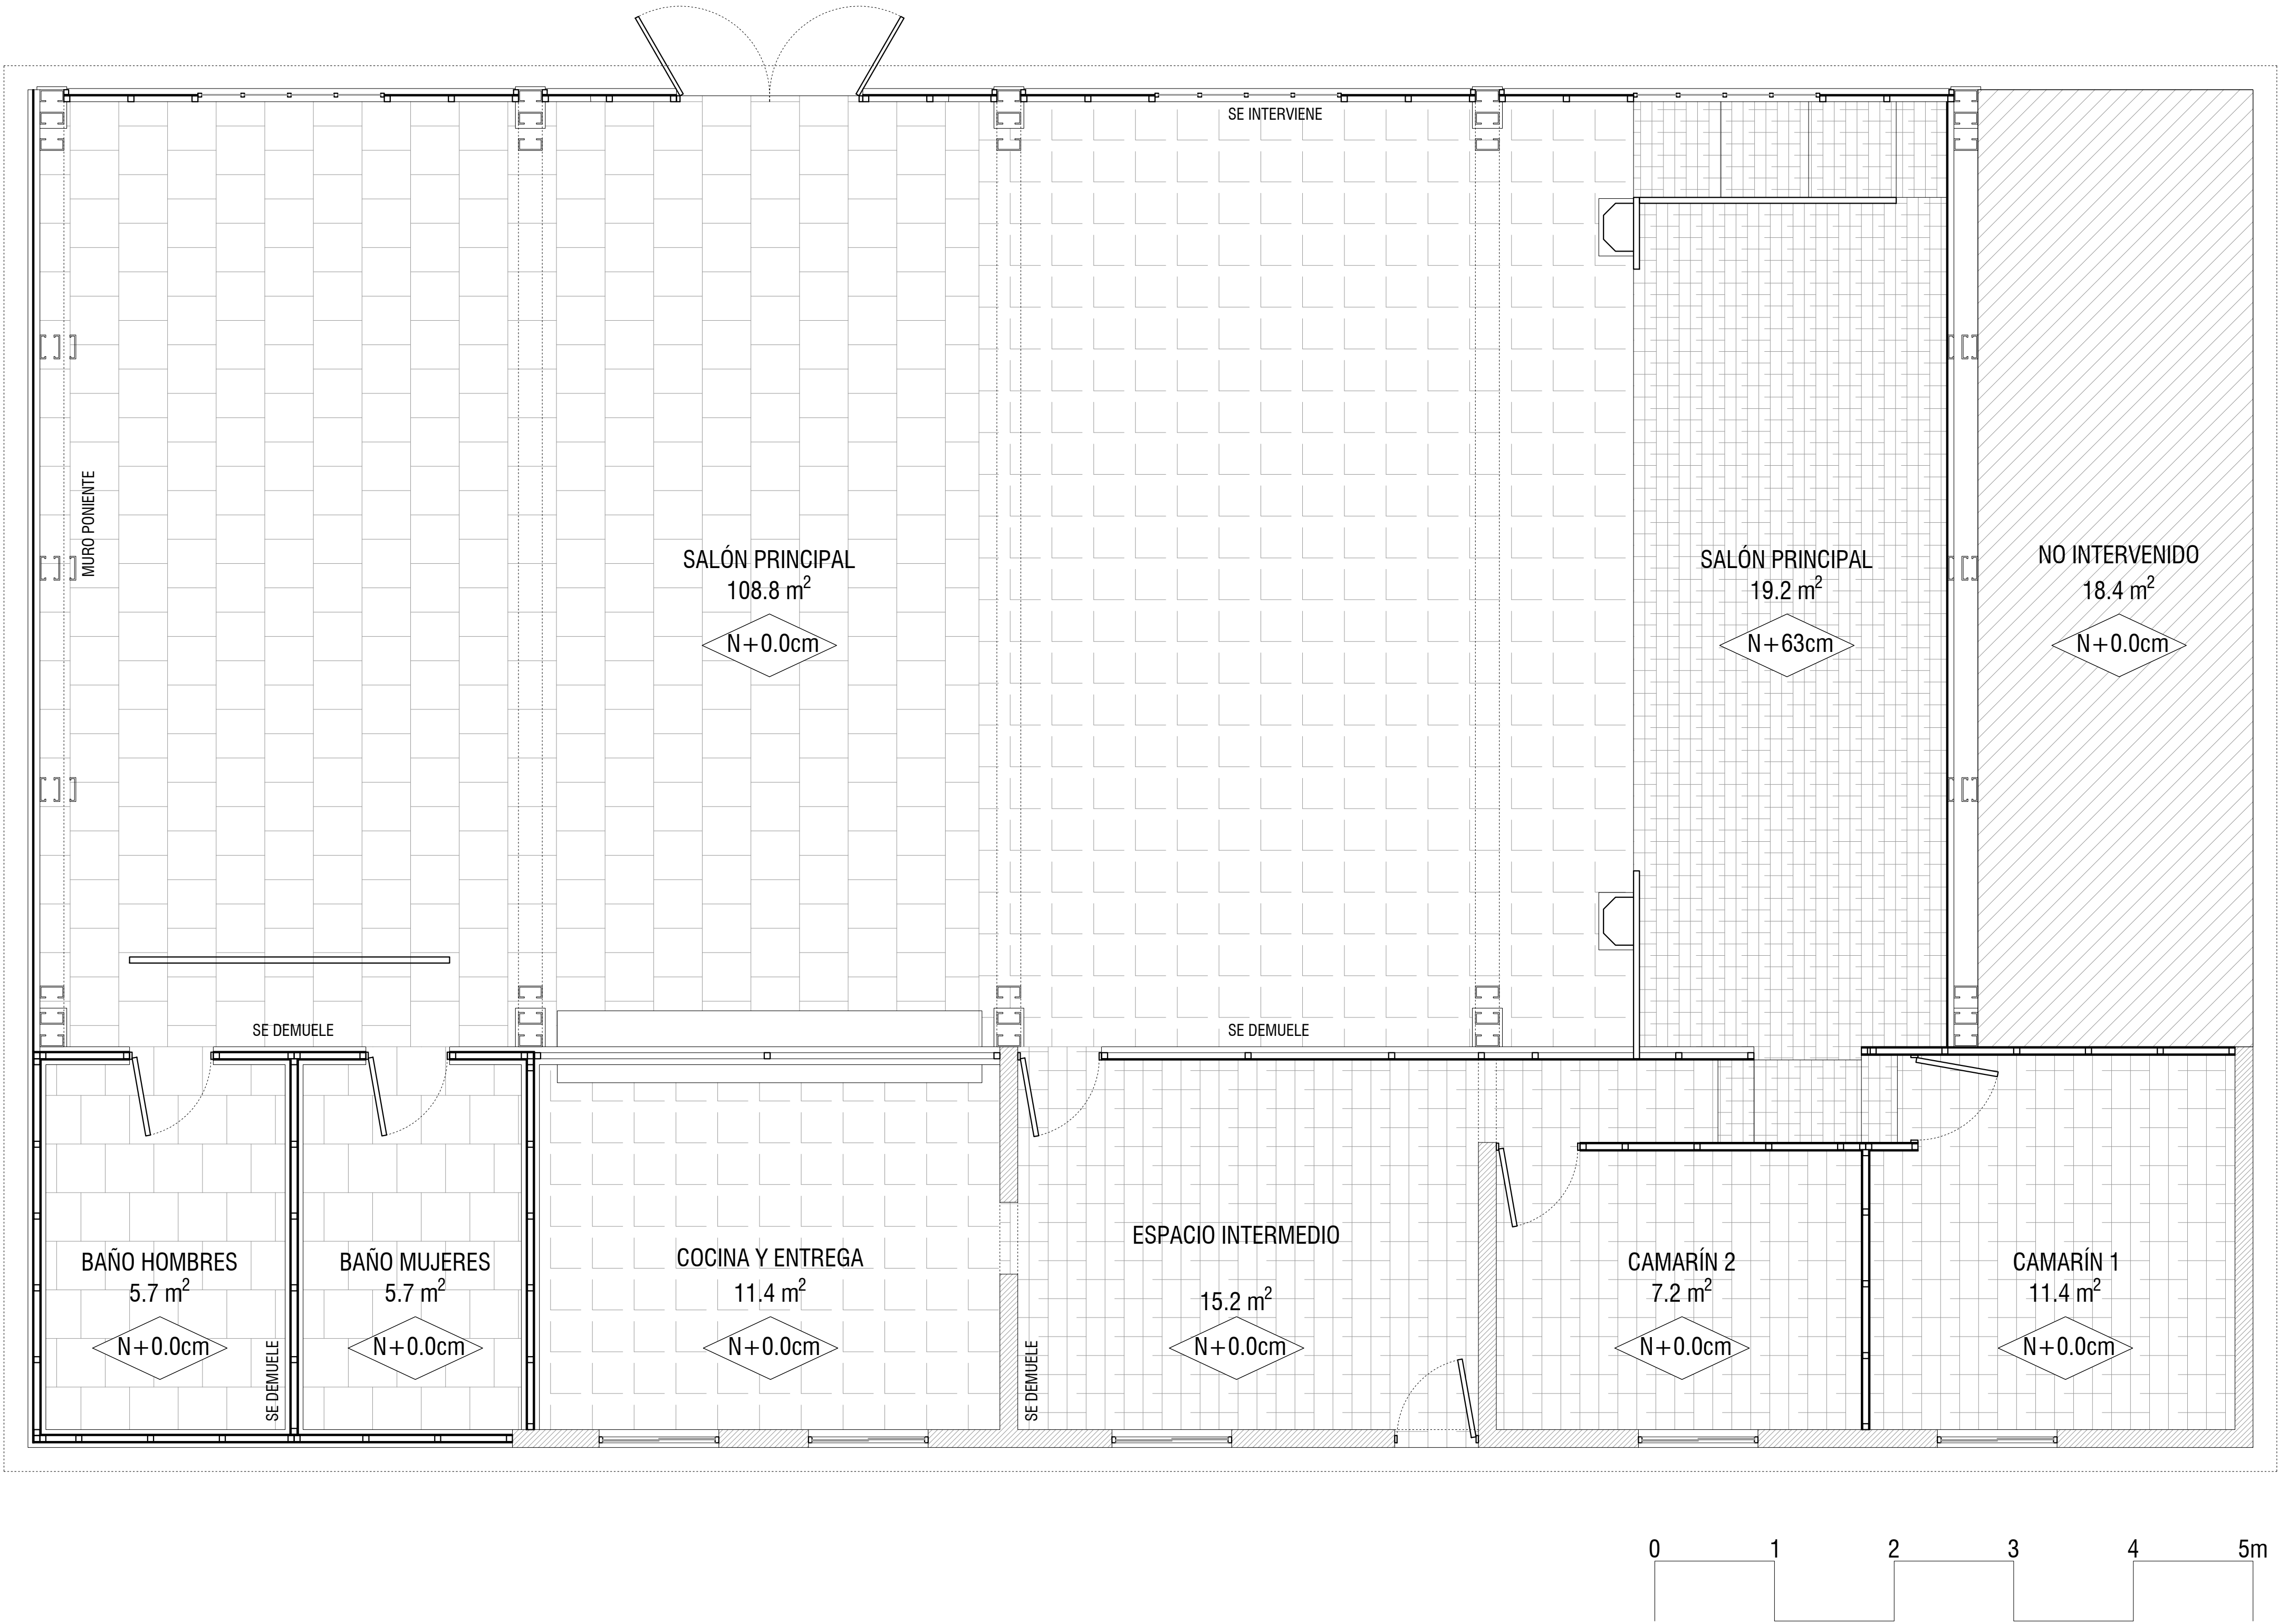 SE INTERVIENE
MURO PONIENTE
SALÓN PRINCIPAL
108.8 m²
N+0.0cm
SALÓN PRINCIPAL
19.2 m²
N+63cm
NO INTERVENIDO
18.4 m²
N+0.0cm
SE DEMUELE
SE DEMUELE
BAÑO HOMBRES
5.7 m²
N+0.0cm
SE DEMUELE
BAÑO MUJERES
5.7 m²
N+0.0cm
COCINA Y ENTREGA
11.4 m²
N+0.0cm
SE DEMUELE
ESPACIO INTERMEDIO
15.2 m²
N+0.0cm
CAMARÍN 2
7.2 m²
N+0.0cm
CAMARÍN 1
11.4 m²
N+0.0cm
0 1 2 3 4 5m